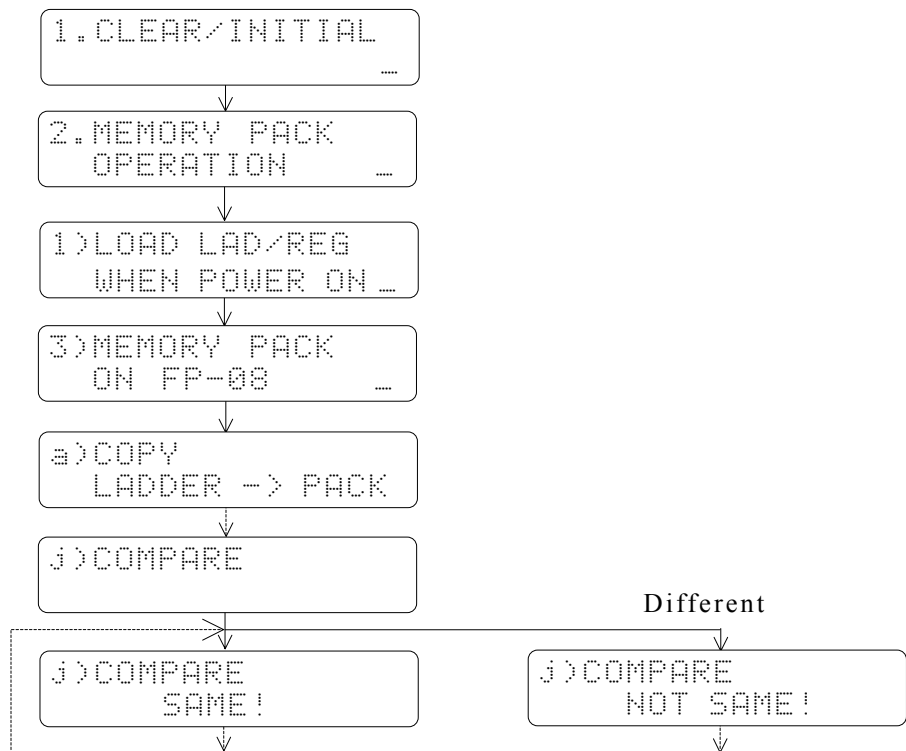 1.CLEAR/INITIAL
_
2.MEMORY PACK
OPERATION _
1)LOAD LAD/REG
WHEN POWER ON _
3)MEMORY PACK
ON FP-08 _
a)COPY
LADDER -> PACK
j)COMPARE
Different
j)COMPARE
SAME!
j)COMPARE
NOT SAME!